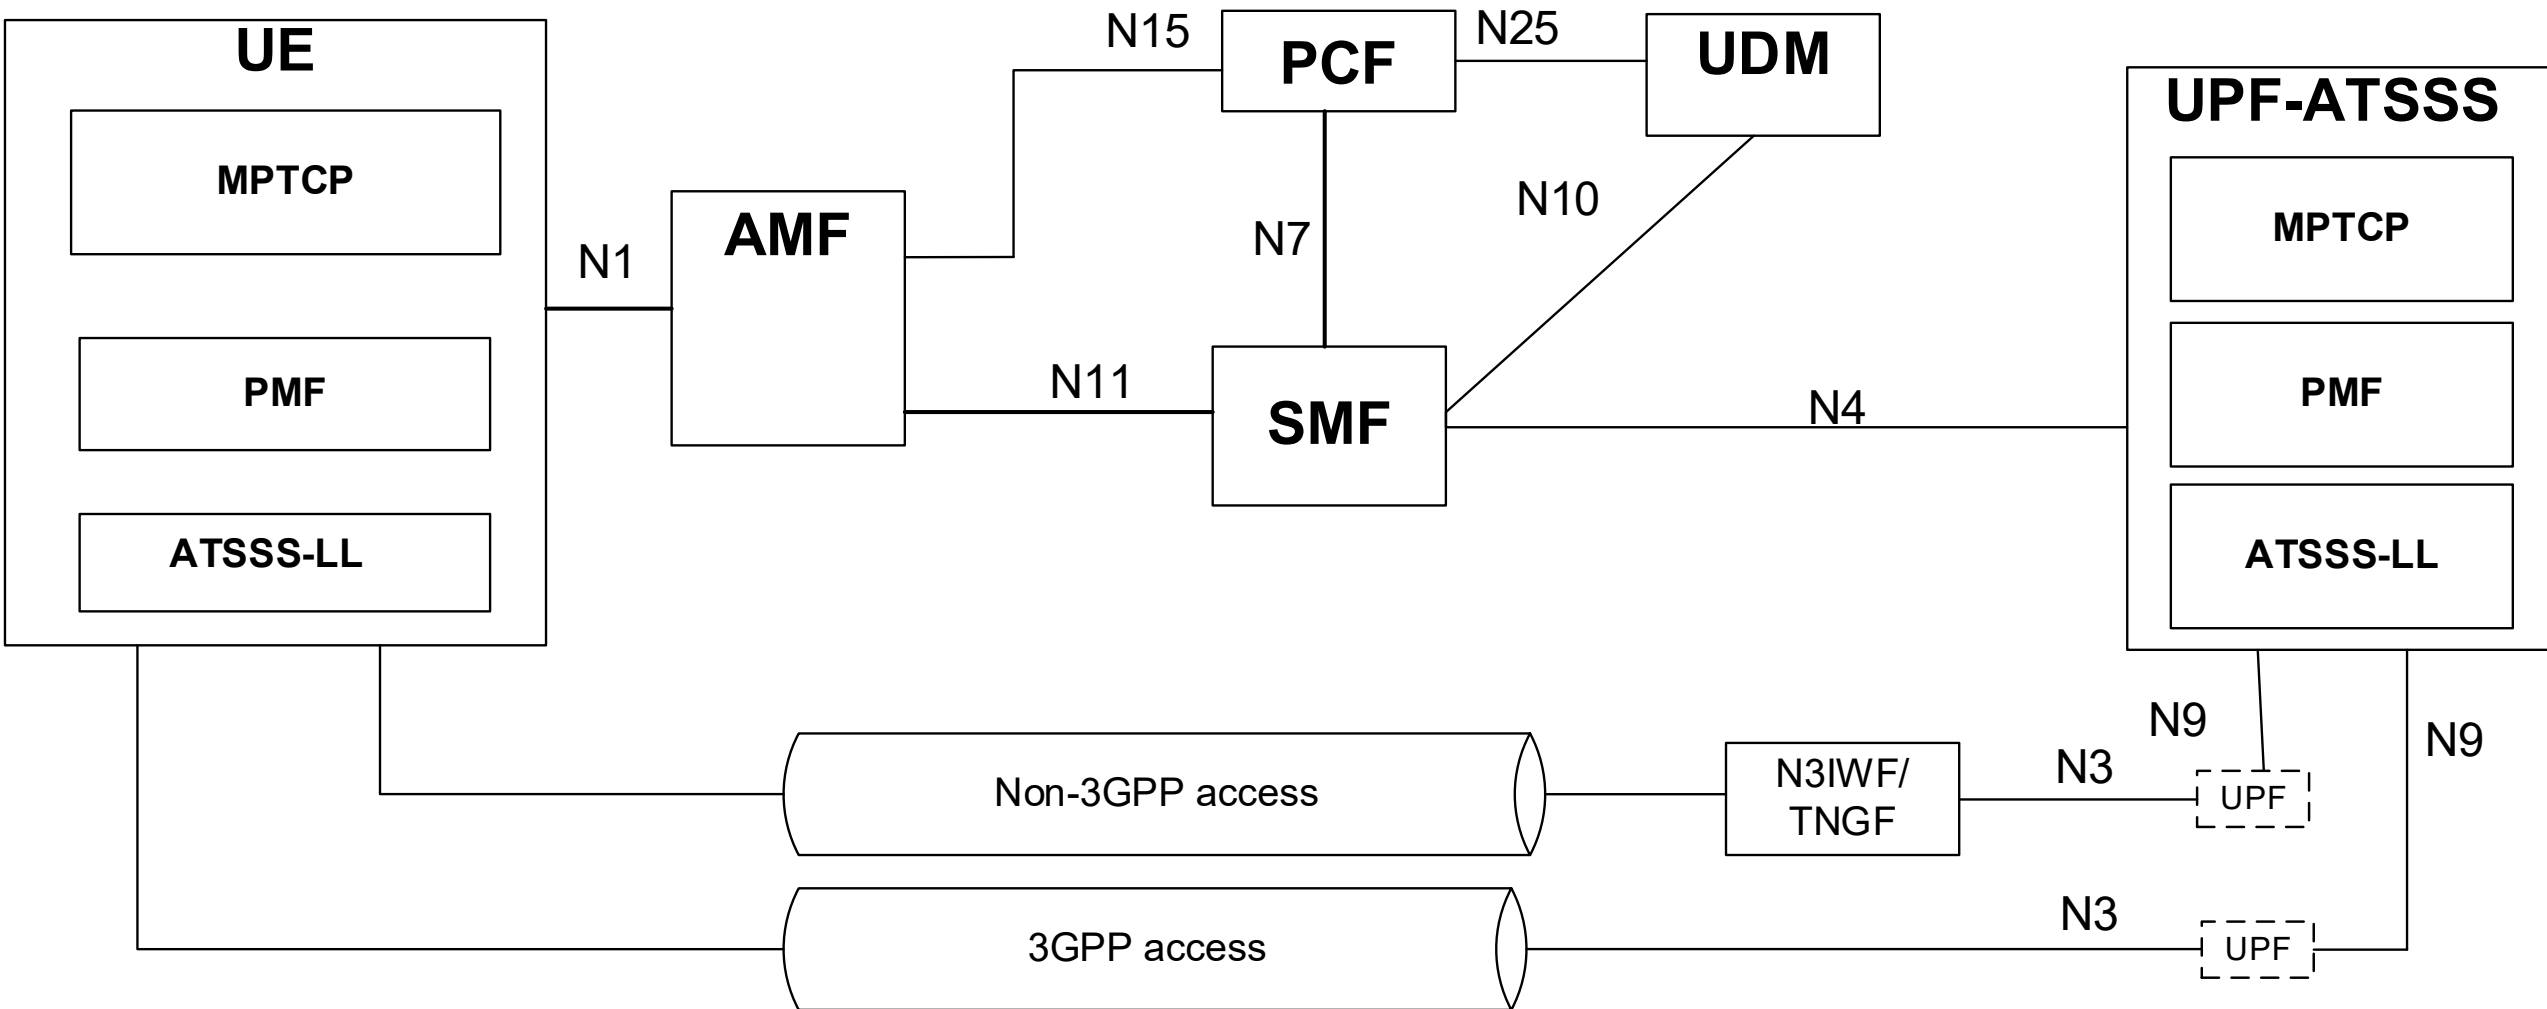 UE
MPTCP
PMF
ATSSS-LL
N1
AMF
N15
PCF
N25
UDM
N7
N10
N11
SMF
N4
UPF-ATSSS
MPTCP
PMF
ATSSS-LL
Non-3GPP access
N3IWF/
TNGF
N3
UPF
N9
N9
3GPP access
N3
UPF